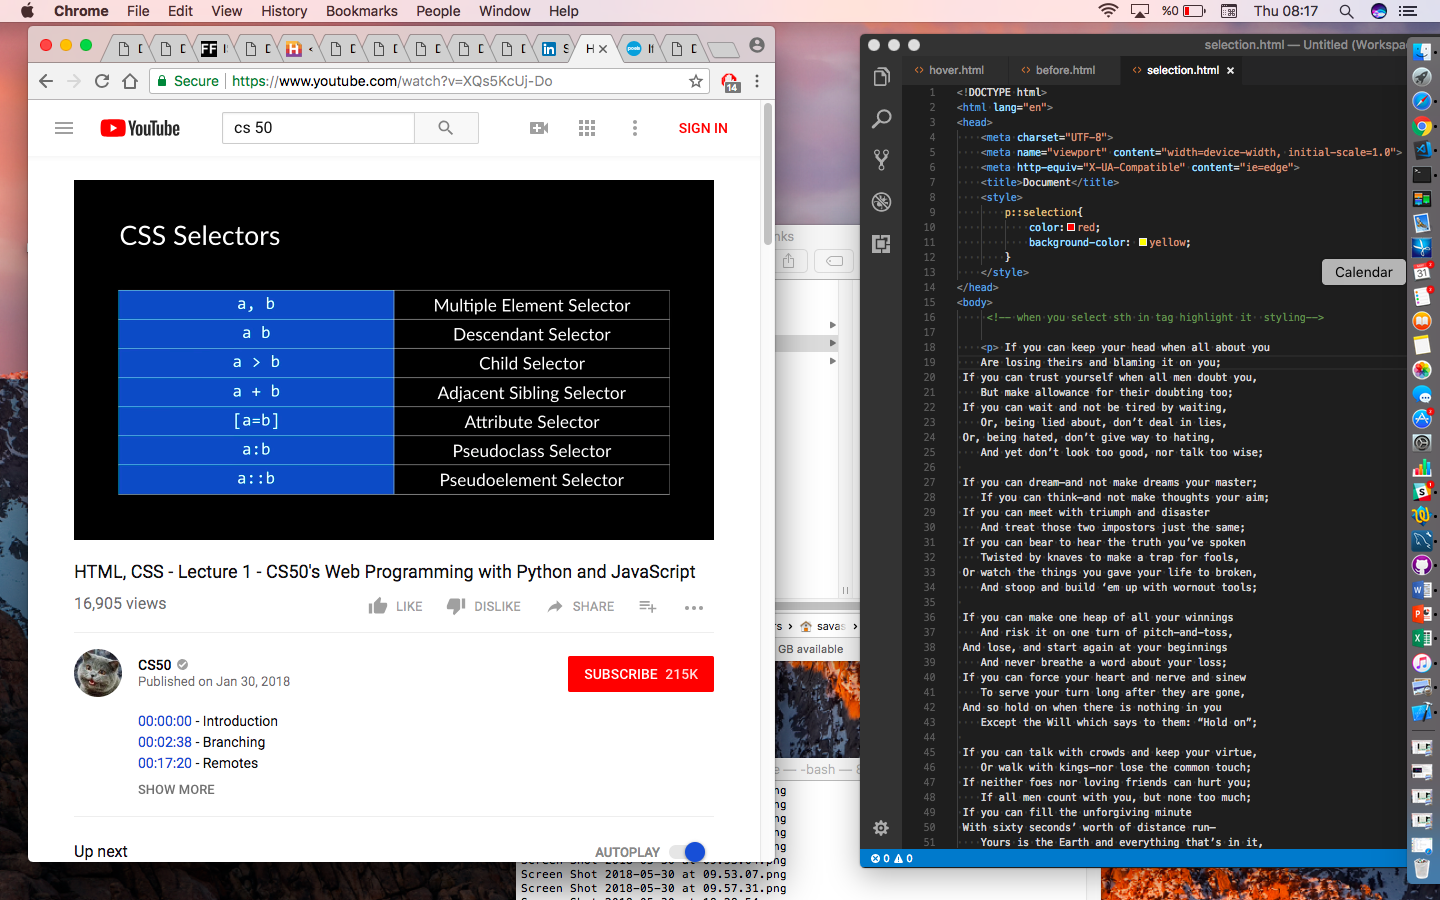 Chrome File Edit View History Bookmarks People Window Help
%0 Thu 08:17
Secure https://www.youtube.com/watch?v=XQs5KcUj-Do
14
YouTube
cs 50
SIGN IN
CSS Selectors
a, b Multiple Element Selector
a b Descendant Selector
a > b Child Selector
a + b Adjacent Sibling Selector
[a=b] Attribute Selector
a:b Pseudoclass Selector
a::b Pseudoelement Selector
HTML, CSS - Lecture 1 - CS50's Web Programming with Python and JavaScript
16,905 views
LIKE DISLIKE SHARE
CS50
Published on Jan 30, 2018
SUBSCRIBE 215K
00:00:00 - Introduction
00:02:38 - Branching
00:17:20 - Remotes
SHOW MORE
Up next
AUTOPLAY
savas
GB available
-bash
Screen Shot 2018-05-30 at 09.53.07.png
Screen Shot 2018-05-30 at 09.57.31.png
selection.html — Untitled (Workspa
hover.html before.html selection.html
1 <!DOCTYPE html>
2 <html lang="en">
3 <head>
4 <meta charset="UTF-8">
5 <meta name="viewport" content="width=device-width, initial-scale=1.0">
6 <meta http-equiv="X-UA-Compatible" content="ie=edge">
7 <title>Document</title>
8 <style>
9 p::selection{
10 color: red;
11 background-color: yellow;
12 }
13 </style>
14 </head>
15 <body>
16 <!-- when you select sth in tag highlight it styling-->
17
18 <p> If you can keep your head when all about you
19 Are losing theirs and blaming it on you;
20 If you can trust yourself when all men doubt you,
21 But make allowance for their doubting too;
22 If you can wait and not be tired by waiting,
23 Or, being lied about, don’t deal in lies,
24 Or, being hated, don’t give way to hating,
25 And yet don’t look too good, nor talk too wise;
26
27 If you can dream—and not make dreams your master;
28 If you can think—and not make thoughts your aim;
29 If you can meet with triumph and disaster
30 And treat those two impostors just the same;
31 If you can bear to hear the truth you’ve spoken
32 Twisted by knaves to make a trap for fools,
33 Or watch the things you gave your life to broken,
34 And stoop and build ‘em up with wornout tools;
35
36 If you can make one heap of all your winnings
37 And risk it on one turn of pitch-and-toss,
38 And lose, and start again at your beginnings
39 And never breathe a word about your loss;
40 If you can force your heart and nerve and sinew
41 To serve your turn long after they are gone,
42 And so hold on when there is nothing in you
43 Except the Will which says to them: “Hold on”;
44
45 If you can talk with crowds and keep your virtue,
46 Or walk with kings—nor lose the common touch;
47 If neither foes nor loving friends can hurt you;
48 If all men count with you, but none too much;
49 If you can fill the unforgiving minute
50 With sixty seconds’ worth of distance run—
51 Yours is the Earth and everything that’s in it,
0 0
Calendar